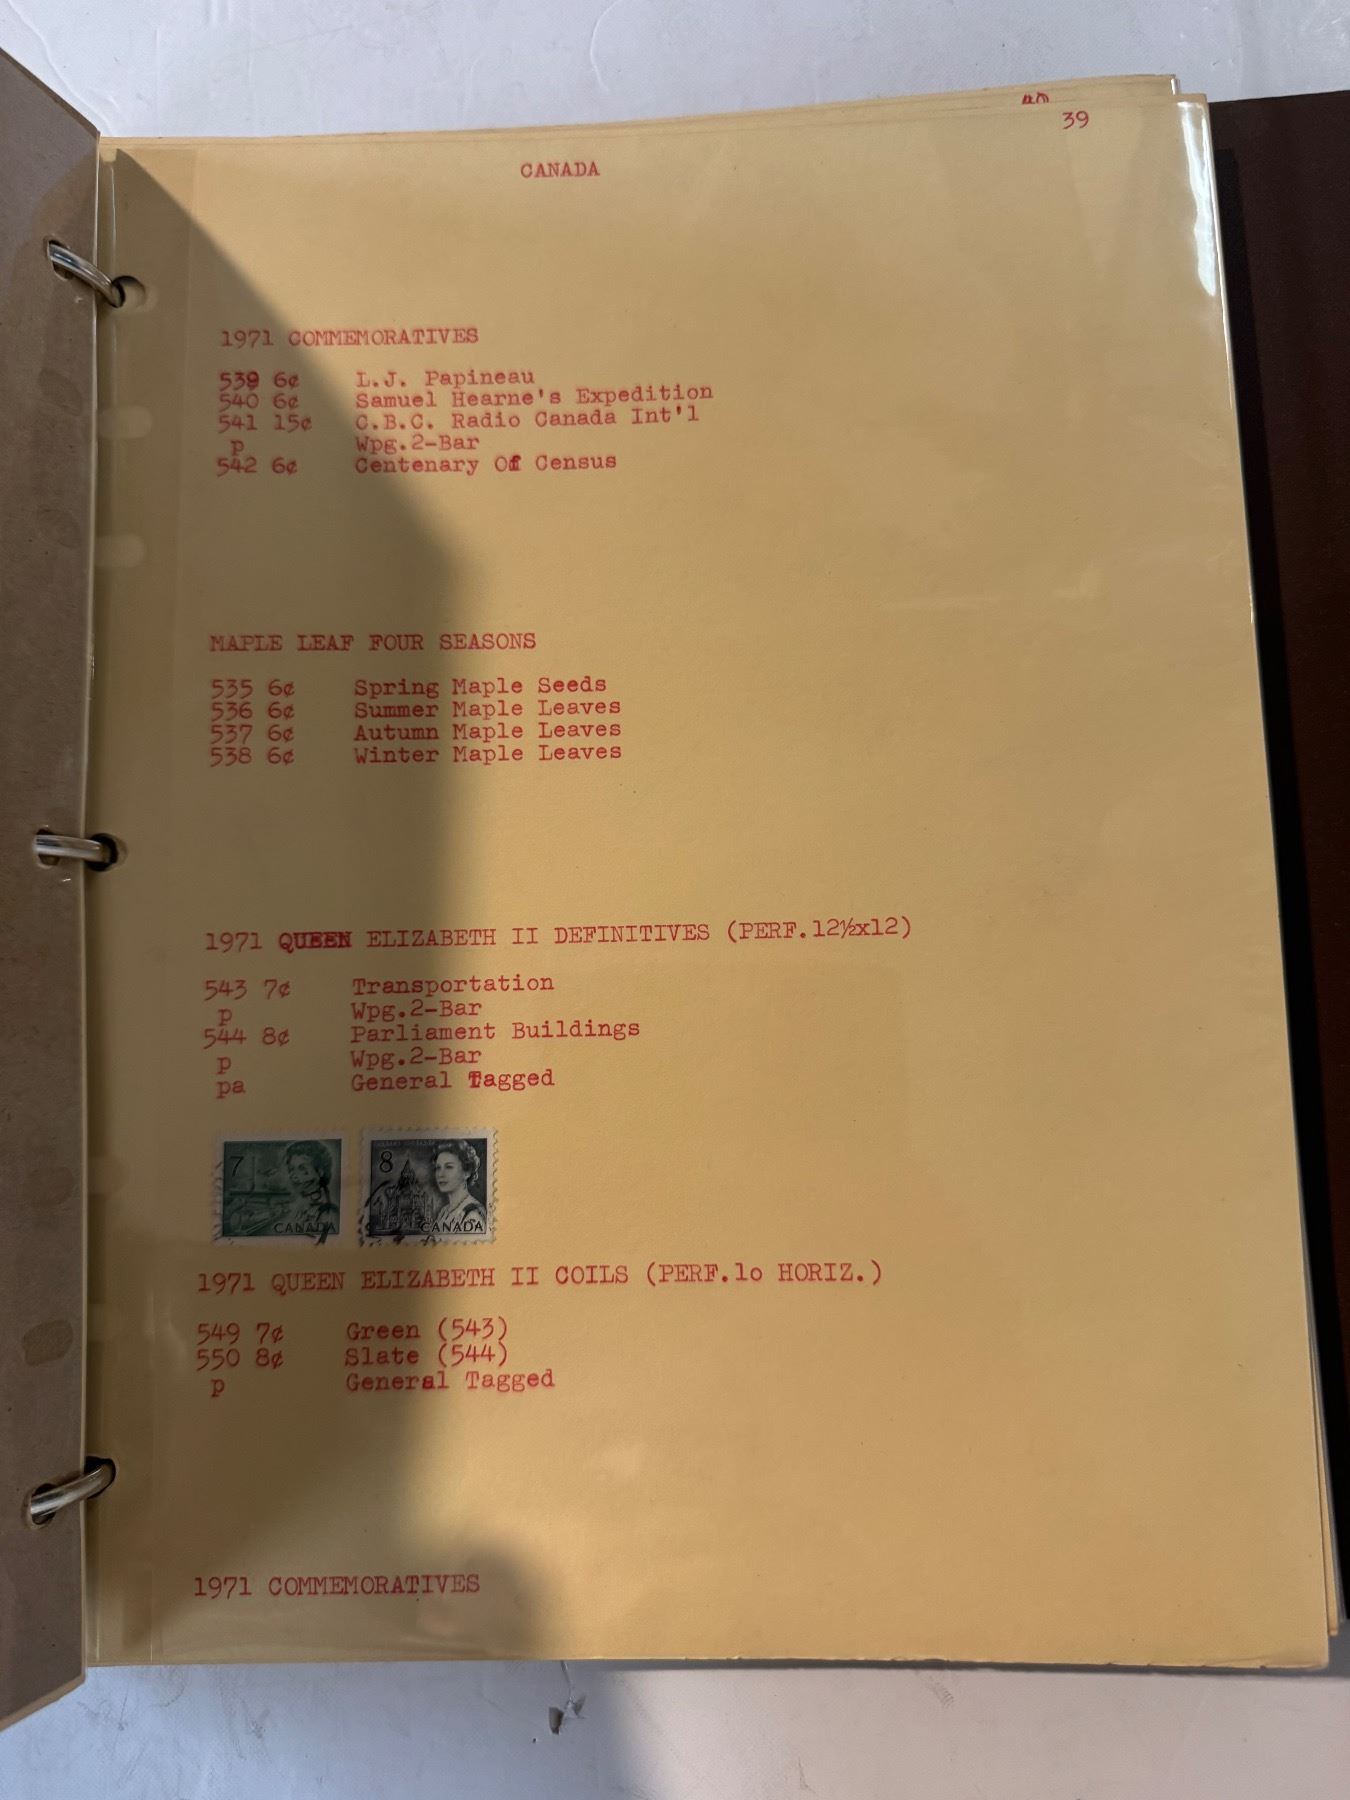 40
39
CANADA
1971 COMMEMORATIVES
539 6¢ L.J. Papineau
540 6¢ Samuel Hearne's Expedition
541 15¢ C.B.C. Radio Canada Int'l
p Wpg.2-Bar
542 6¢ Centenary Of Census
MAPLE LEAF FOUR SEASONS
535 6¢ Spring Maple Seeds
536 6¢ Summer Maple Leaves
537 6¢ Autumn Maple Leaves
538 6¢ Winter Maple Leaves
1971 QUEEN ELIZABETH II DEFINITIVES (PERF.12½x12)
543 7¢ Transportation
p Wpg.2-Bar
544 8¢ Parliament Buildings
p Wpg.2-Bar
pa General Tagged
7 CANADA
8 CANADA
1971 QUEEN ELIZABETH II COILS (PERF.lo HORIZ.)
549 7¢ Green (543)
550 8¢ Slate (544)
p General Tagged
1971 COMMEMORATIVES